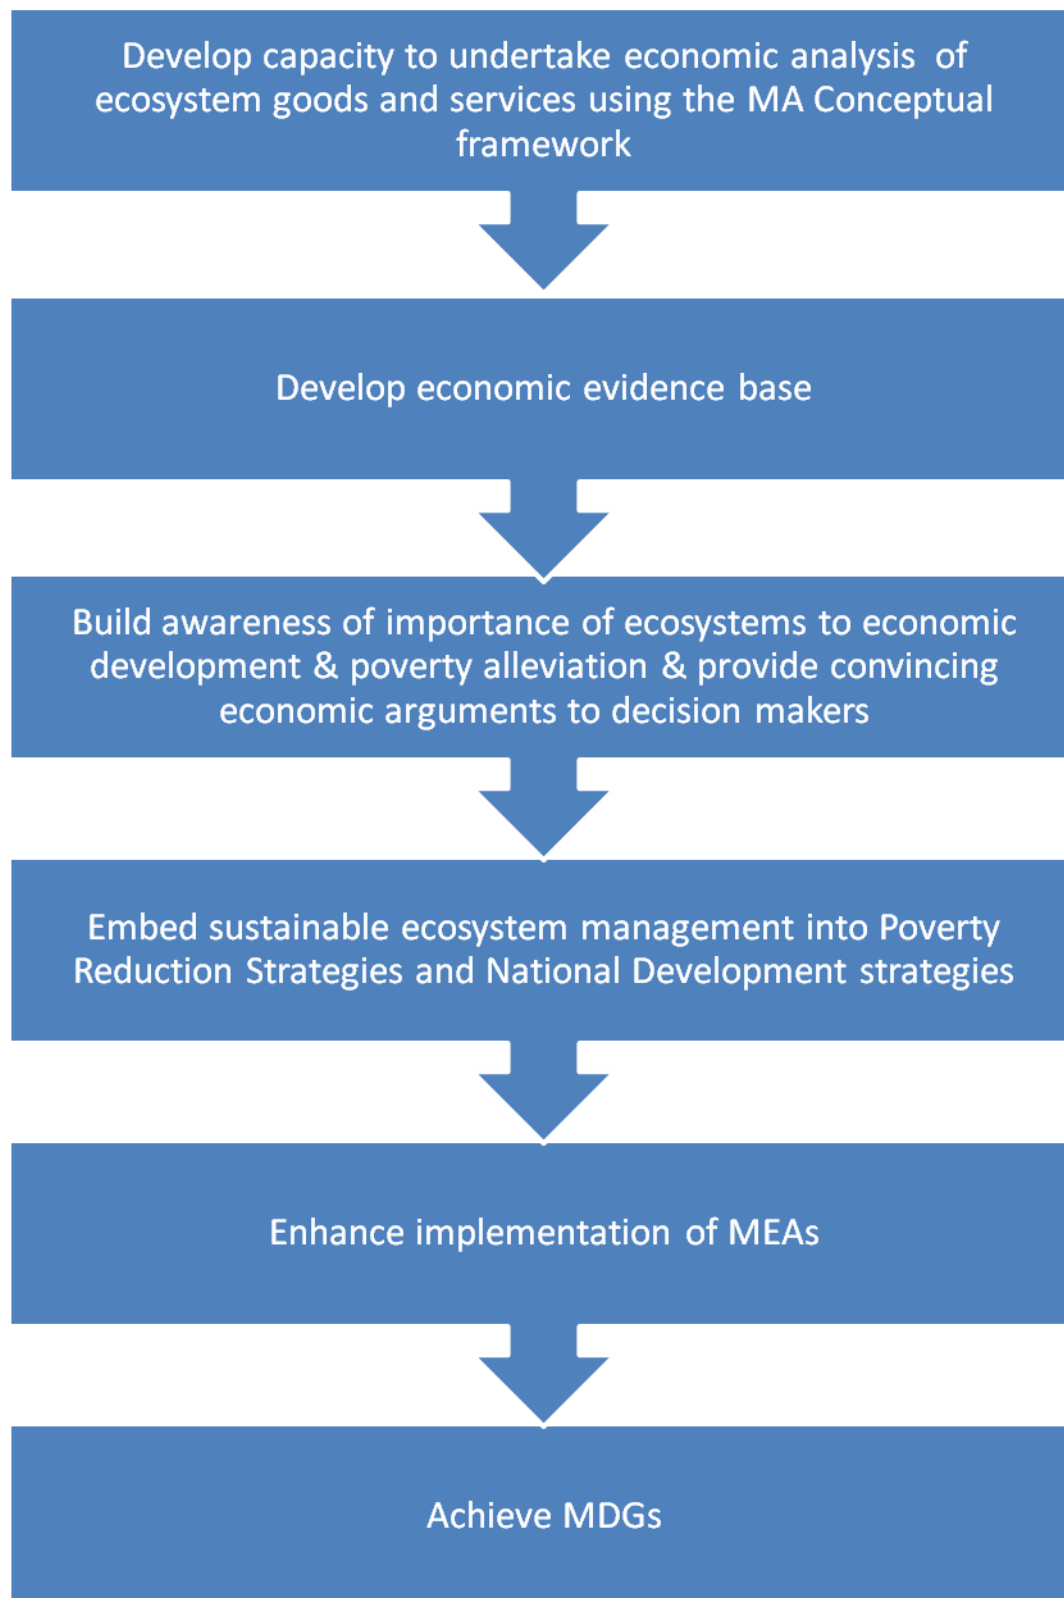 Develop capacity to undertake economic analysis of
ecosystem goods and services using the MA Conceptual
framework
Develop economic evidence base
Build awareness of importance of ecosystems to economic
development & poverty alleviation & provide convincing
economic arguments to decision makers
Embed sustainable ecosystem management into Poverty
Reduction Strategies and National Development strategies
Enhance implementation of MEAs
Achieve MDGs